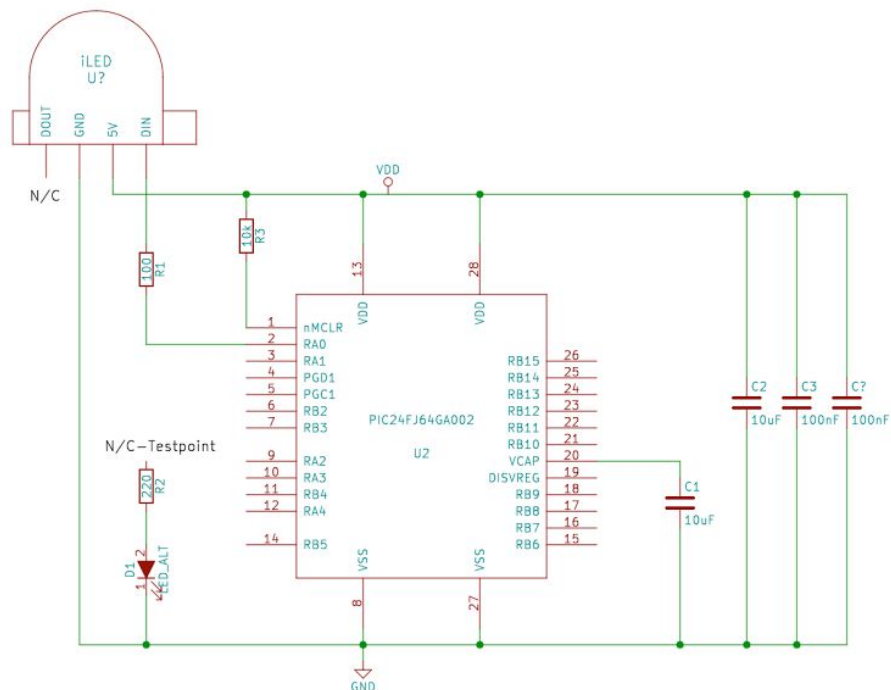 iLED
U?
DOUT
GND
5V
DIN
N/C
VDD
10k
R3
100
R1
13
VDD
28
VDD
1
nMCLR
2
RA0
3
RA1
4
PGD1
5
PGC1
6
RB2
7
RB3
9
RA2
10
RA3
11
RB4
12
RA4
14
RB5
PIC24FJ64GA002
U2
RB15
26
RB14
25
RB13
24
RB12
23
RB11
22
RB10
21
VCAP
20
DISVREG
19
RB9
18
RB8
17
RB7
16
RB6
15
C2
10uF
C3
100nF
C?
100nF
C1
10uF
N/C-Testpoint
220
R2
D1
2
1
LED_ALT
VSS
8
VSS
27
GND